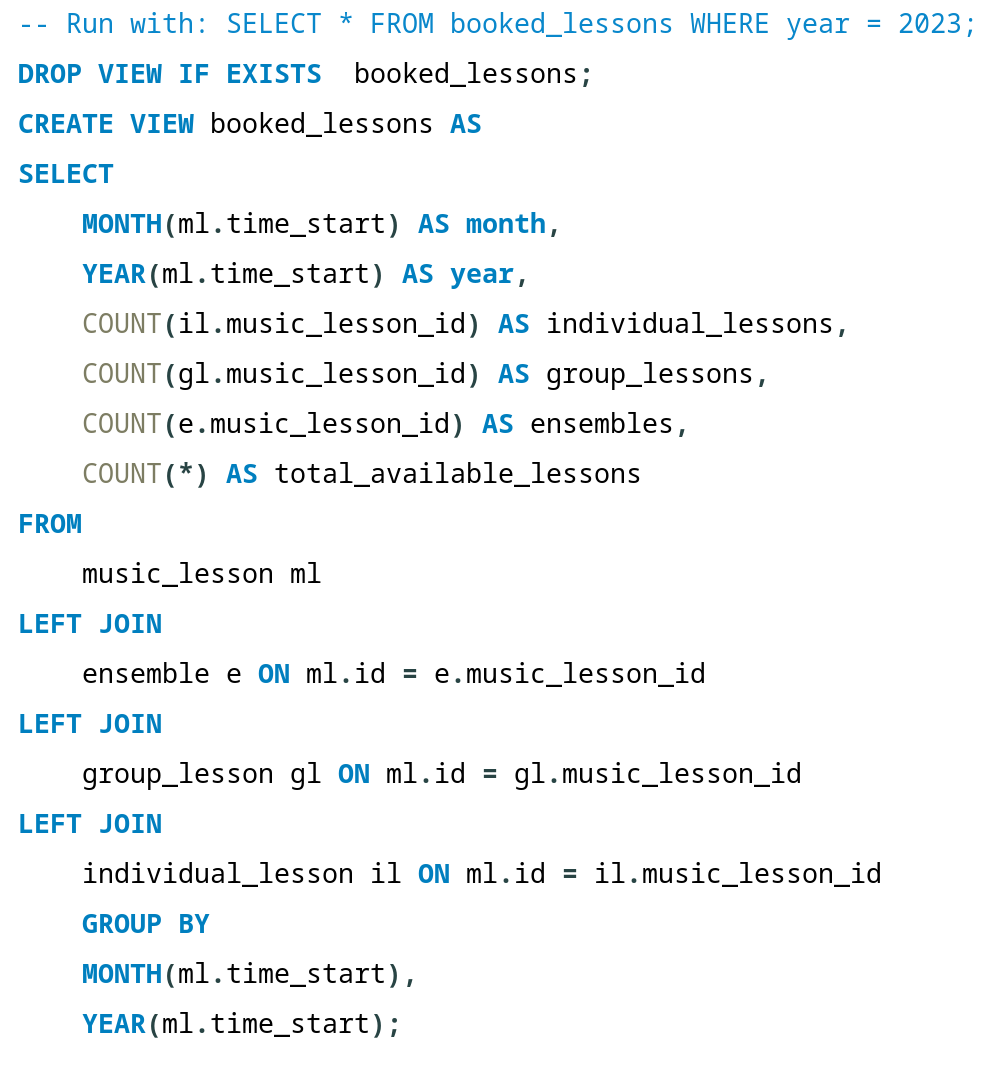 -- Run with: SELECT * FROM booked_lessons WHERE year = 2023;
DROP VIEW IF EXISTS  booked_lessons;
CREATE VIEW booked_lessons AS
SELECT
    MONTH(ml.time_start) AS month,
    YEAR(ml.time_start) AS year,
    COUNT(il.music_lesson_id) AS individual_lessons,
    COUNT(gl.music_lesson_id) AS group_lessons,
    COUNT(e.music_lesson_id) AS ensembles,
    COUNT(*) AS total_available_lessons
FROM
    music_lesson ml
LEFT JOIN
    ensemble e ON ml.id = e.music_lesson_id
LEFT JOIN
    group_lesson gl ON ml.id = gl.music_lesson_id
LEFT JOIN
    individual_lesson il ON ml.id = il.music_lesson_id
    GROUP BY
    MONTH(ml.time_start),
    YEAR(ml.time_start);